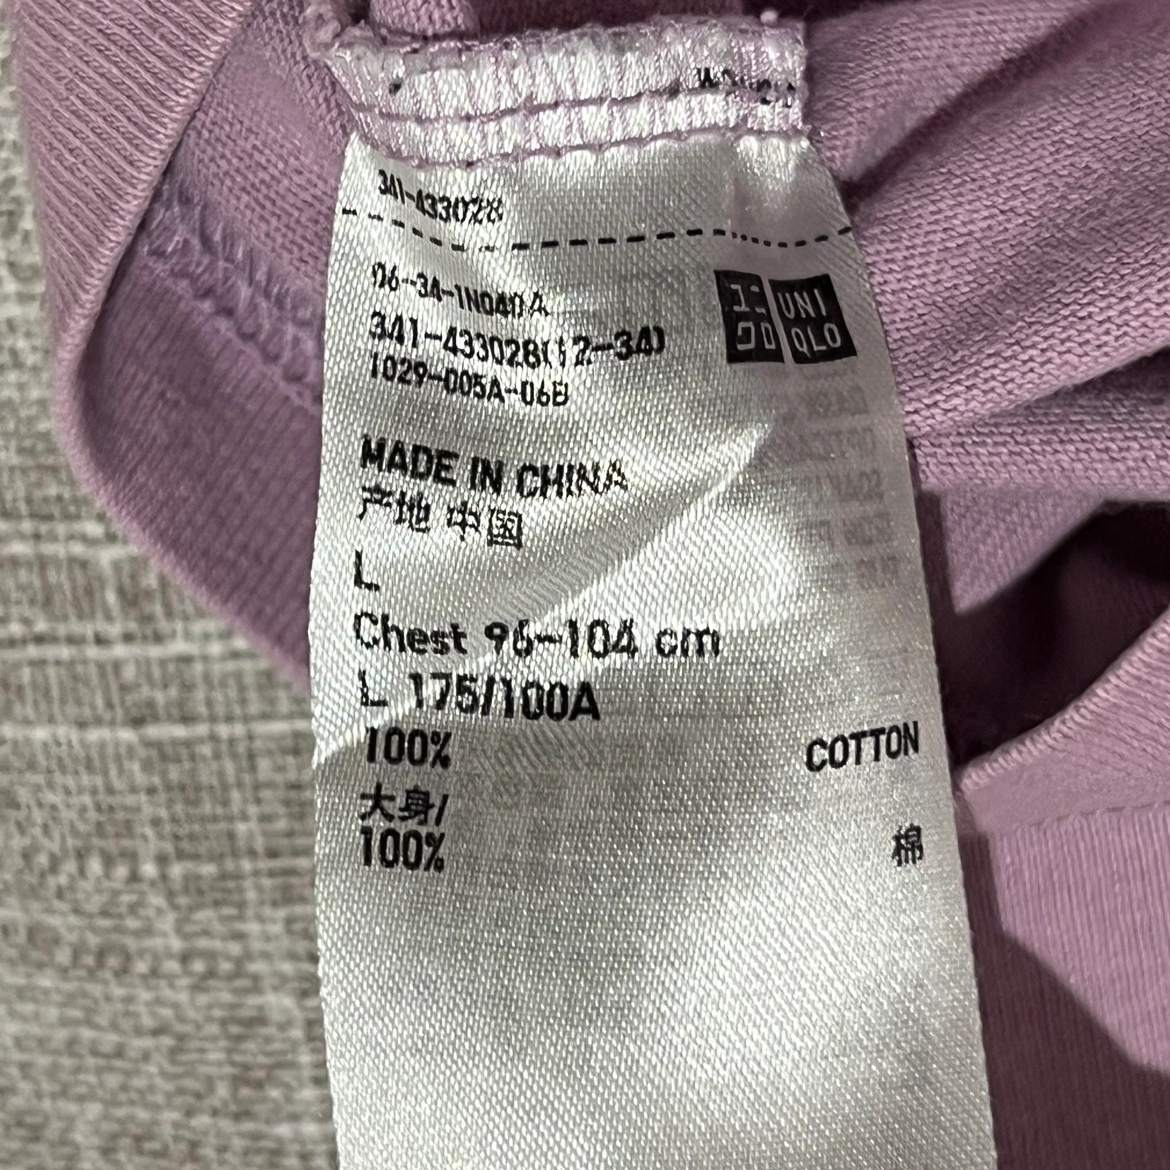 341-433028
06-34-1N040A
341-433028(12-34)
1029-005A-06B
ユニ
クロ
UNI
QLO
MADE IN CHINA
产地 中国
L
Chest 96-104 cm
L 175/100A
100% COTTON
大身/
100% 棉